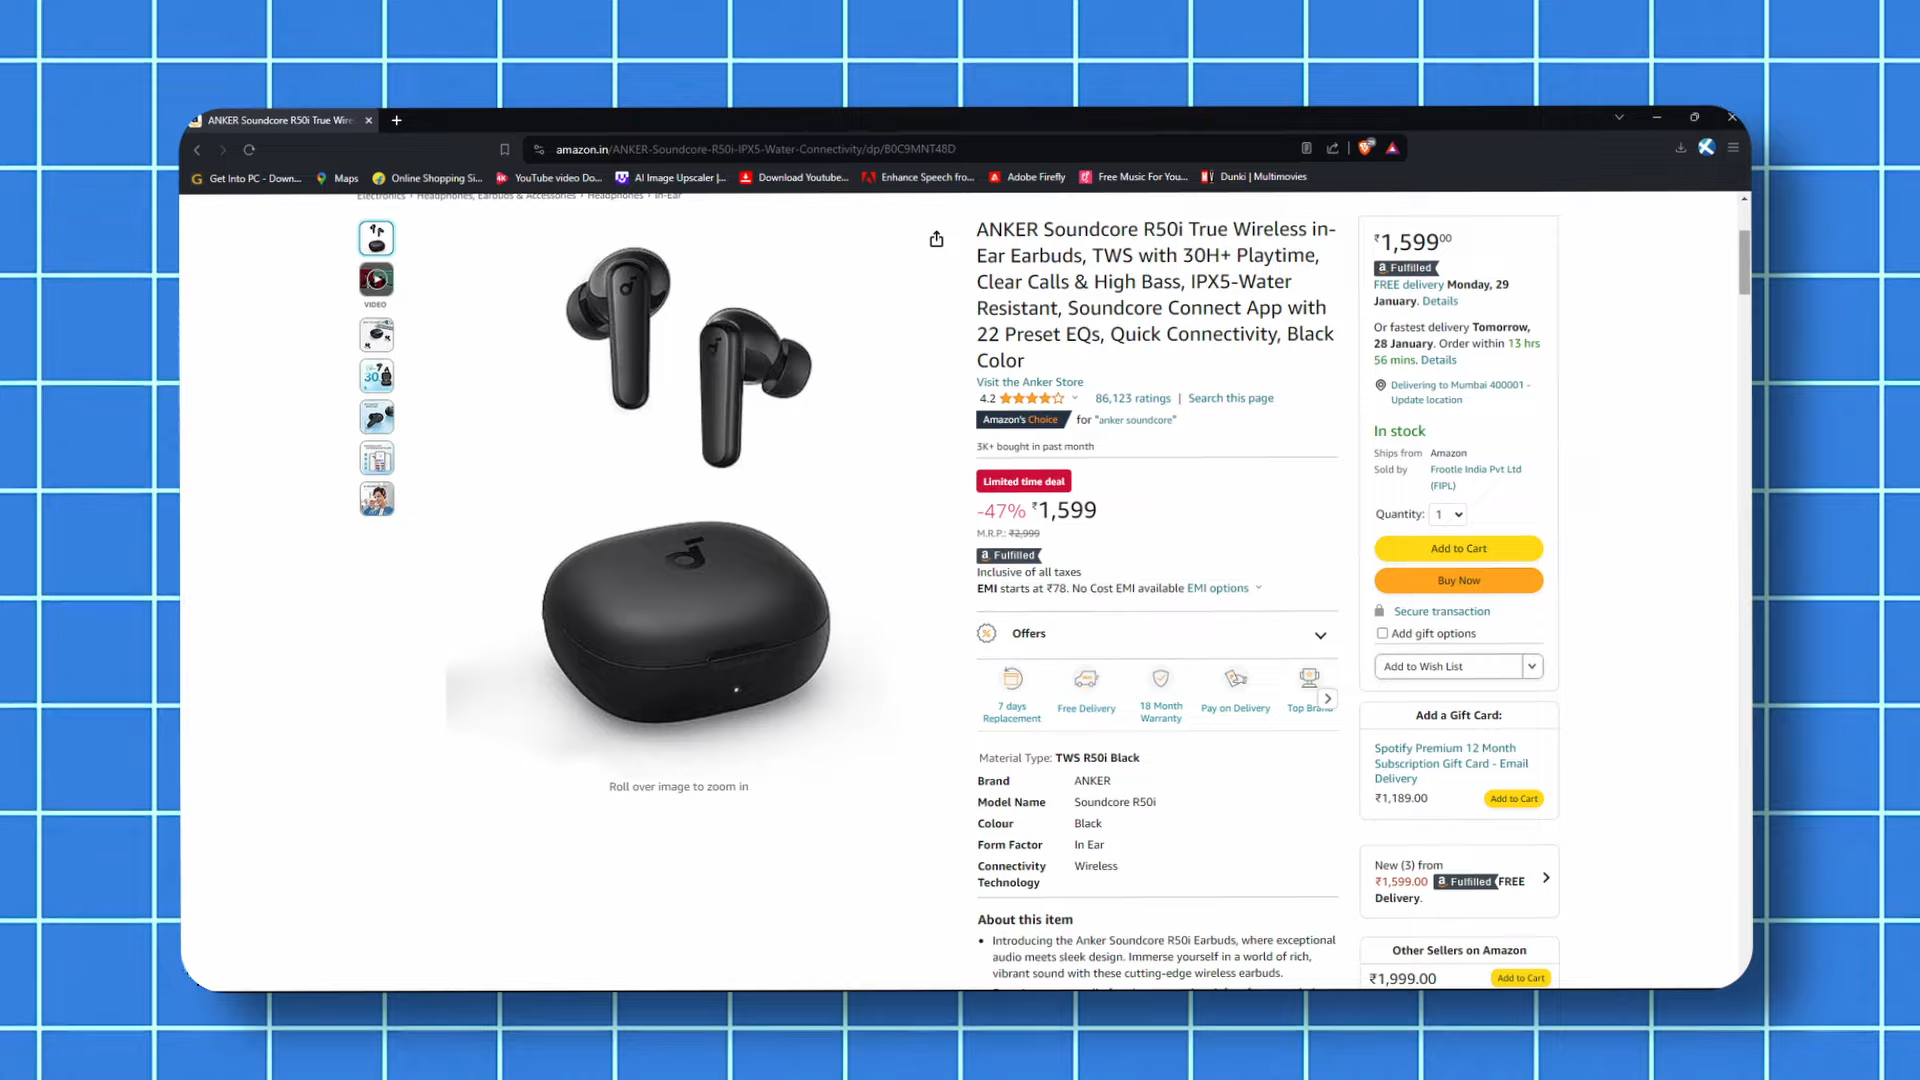 ANKER Soundcore R50i True Wire
amazon.in/ANKER-Soundcore-R50i-IPX5-Water-Connectivity/dp/B0C9MNT48D
Get Into PC - Down...
Maps
Online Shopping Si...
YouTube video Do...
AI Image Upscaler |...
Download Youtube...
Enhance Speech fro...
Adobe Firefly
Free Music For You...
Dunki | Multimovies
Electronics › Headphones, Earbuds & Accessories › Headphones › In-Ear
VIDEO
30
Roll over image to zoom in
ANKER Soundcore R50i True Wireless in-
Ear Earbuds, TWS with 30H+ Playtime,
Clear Calls & High Bass, IPX5-Water
Resistant, Soundcore Connect App with
22 Preset EQs, Quick Connectivity, Black
Color
Visit the Anker Store
4.2 86,123 ratings | Search this page
Amazon's Choice for "anker soundcore"
3K+ bought in past month
Limited time deal
-47% ₹1,599
M.R.P.: ₹2,999
a Fulfilled
Inclusive of all taxes
EMI starts at ₹78. No Cost EMI available EMI options
Offers
7 days
Replacement
Free Delivery
18 Month
Warranty
Pay on Delivery
Top Brand
Material Type: TWS R50i Black
Brand ANKER
Model Name Soundcore R50i
Colour Black
Form Factor In Ear
Connectivity Wireless
Technology
About this item
• Introducing the Anker Soundcore R50i Earbuds, where exceptional
audio meets sleek design. Immerse yourself in a world of rich,
vibrant sound with these cutting-edge wireless earbuds.
₹1,59900
a Fulfilled
FREE delivery Monday, 29
January. Details
Or fastest delivery Tomorrow,
28 January. Order within 13 hrs
56 mins. Details
Delivering to Mumbai 400001 -
Update location
In stock
Ships from Amazon
Sold by Frootle India Pvt Ltd
(FIPL)
Quantity: 1
Add to Cart
Buy Now
Secure transaction
Add gift options
Add to Wish List
Add a Gift Card:
Spotify Premium 12 Month
Subscription Gift Card - Email
Delivery
₹1,189.00 Add to Cart
New (3) from
₹1,599.00 a Fulfilled FREE
Delivery.
Other Sellers on Amazon
₹1,999.00 Add to Cart